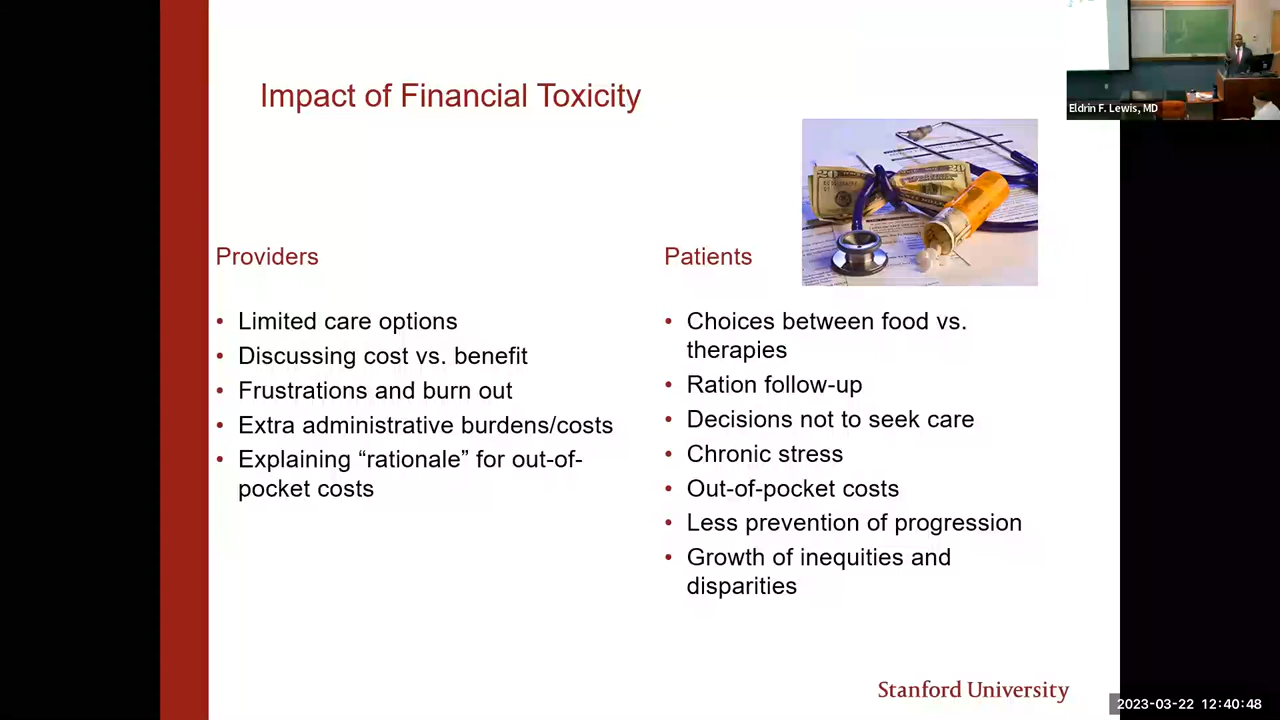 Impact of Financial Toxicity
Eldrin F. Lewis, MD
Providers
• Limited care options
• Discussing cost vs. benefit
• Frustrations and burn out
• Extra administrative burdens/costs
• Explaining “rationale” for out-of-
pocket costs
Patients
• Choices between food vs.
therapies
• Ration follow-up
• Decisions not to seek care
• Chronic stress
• Out-of-pocket costs
• Less prevention of progression
• Growth of inequities and
disparities
Stanford University
2023-03-22 12:40:48